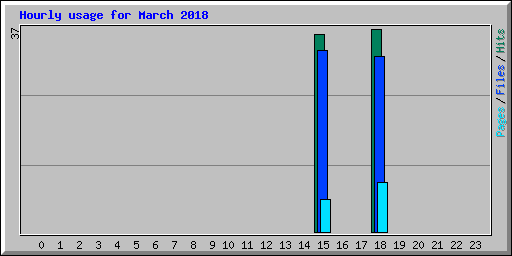 Hourly usage for March 2018
37
Pages/Files/Hits
0 1 2 3 4 5 6 7 8 9 10 11 12 13 14 15 16 17 18 19 20 21 22 23